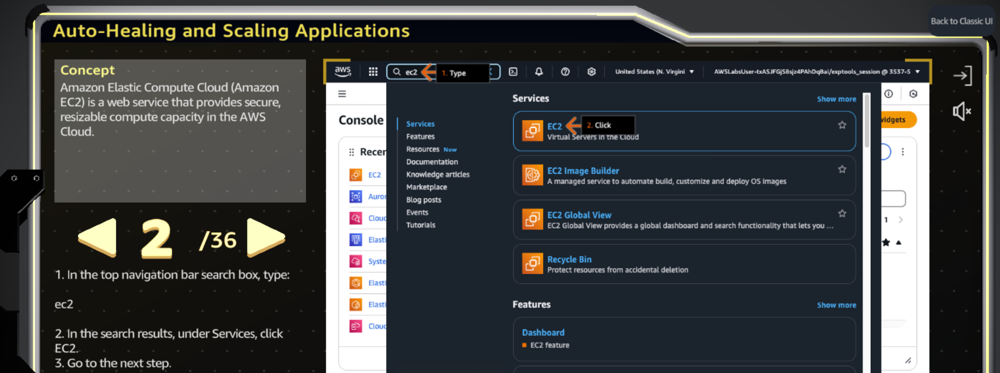 Back to Classic UI
Auto-Healing and Scaling Applications
Concept
Amazon Elastic Compute Cloud (Amazon
EC2) is a web service that provides secure,
resizable compute capacity in the AWS
Cloud.
2 /36
1. In the top navigation bar search box, type:
ec2
2. In the search results, under Services, click
EC2.
3. Go to the next step.
aws
ec2
1. Type
United States (N. Virgini
AWSLabsUser-txASJFGjS8sjz4PAhDqBai/exptools_session @ 3537-5
Console
Recer
EC2
Auror
Cloud
Elasti
Syste
Elasti
Elasti
Cloud
Services
Features
Resources New
Documentation
Knowledge articles
Marketplace
Blog posts
Events
Tutorials
Services
Show more
EC2
2. Click
Virtual Servers in the Cloud
EC2 Image Builder
A managed service to automate build, customize and deploy OS images
EC2 Global View
EC2 Global View provides a global dashboard and search functionality that lets you ...
Recycle Bin
Protect resources from accidental deletion
Features
Show more
Dashboard
EC2 feature
widgets
1